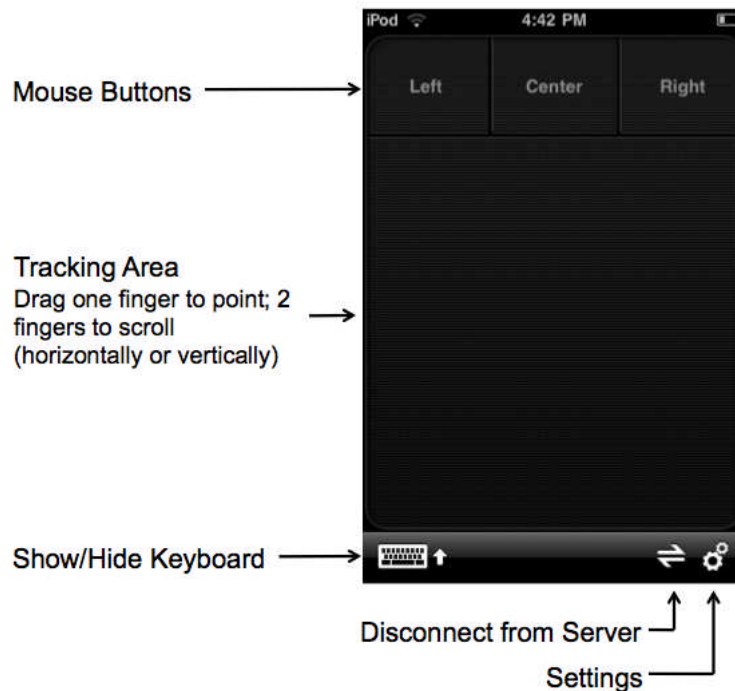 iPod 4:42 PM
Mouse Buttons
Left Center Right
Tracking Area
Drag one finger to point; 2
fingers to scroll
(horizontally or vertically)
Show/Hide Keyboard
Disconnect from Server
Settings